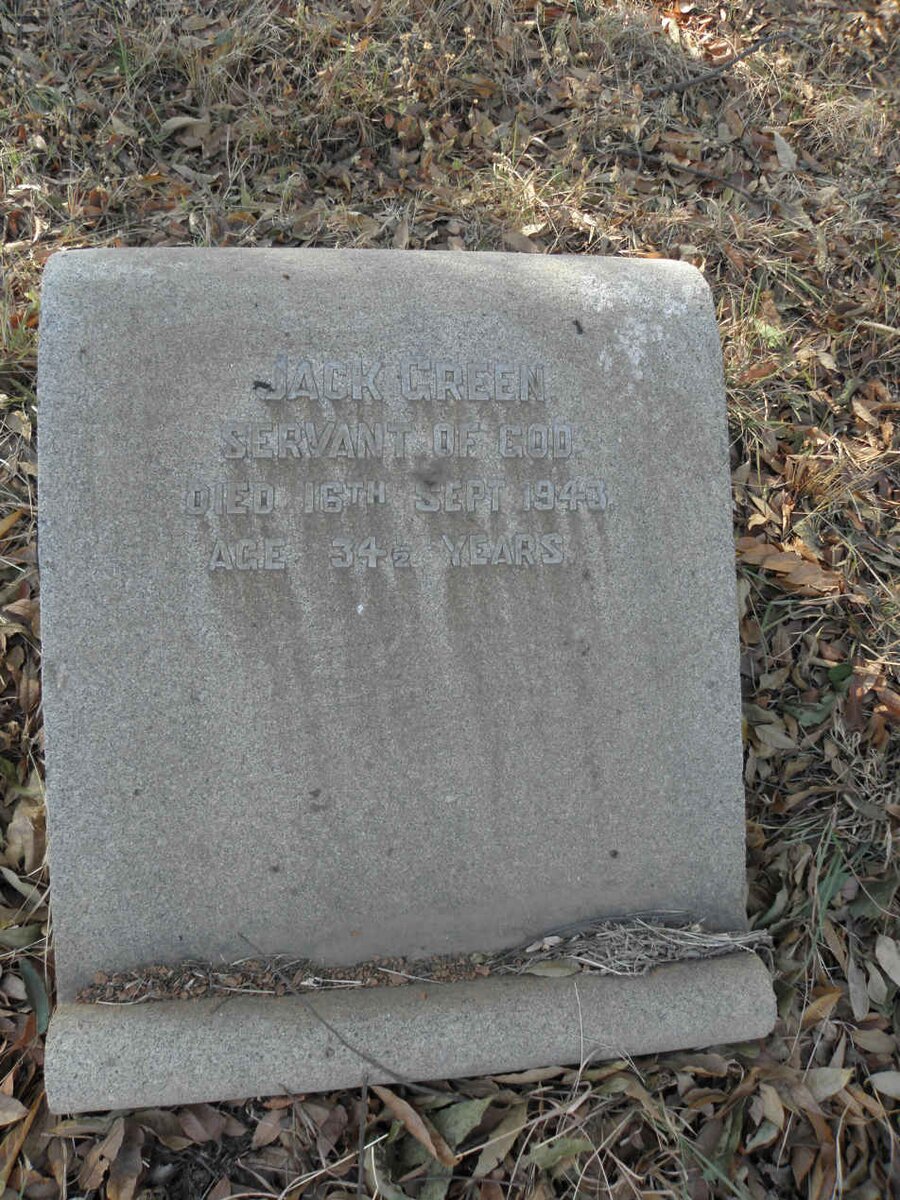 JACK GREEN
SERVANT OF GOD.
DIED 16TH SEPT 1943.
AGE 34½ YEARS.